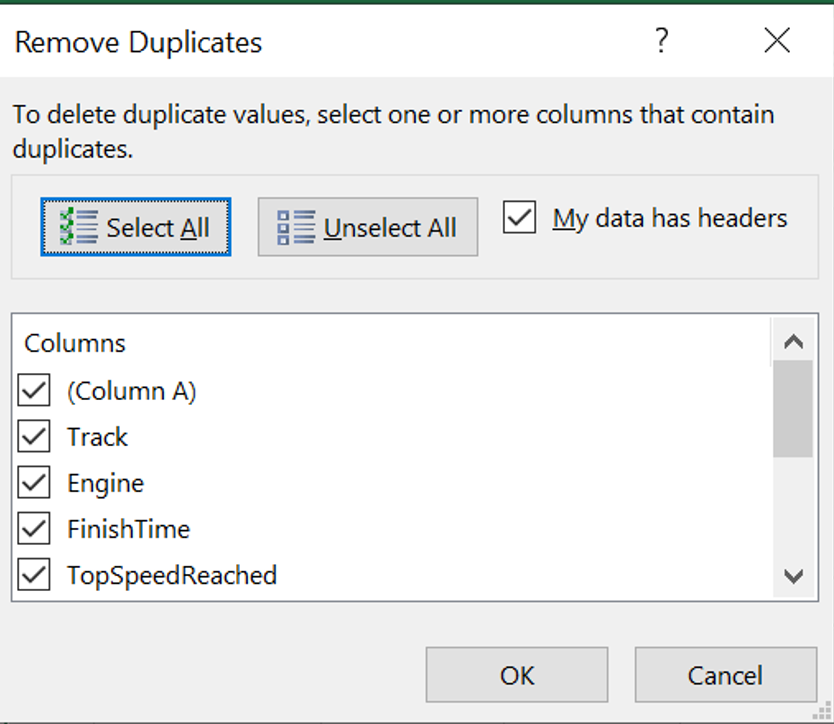 Remove Duplicates
?
To delete duplicate values, select one or more columns that contain
duplicates.
Select All
Unselect All
My data has headers
Columns
(Column A)
Track
Engine
FinishTime
TopSpeedReached
OK
Cancel